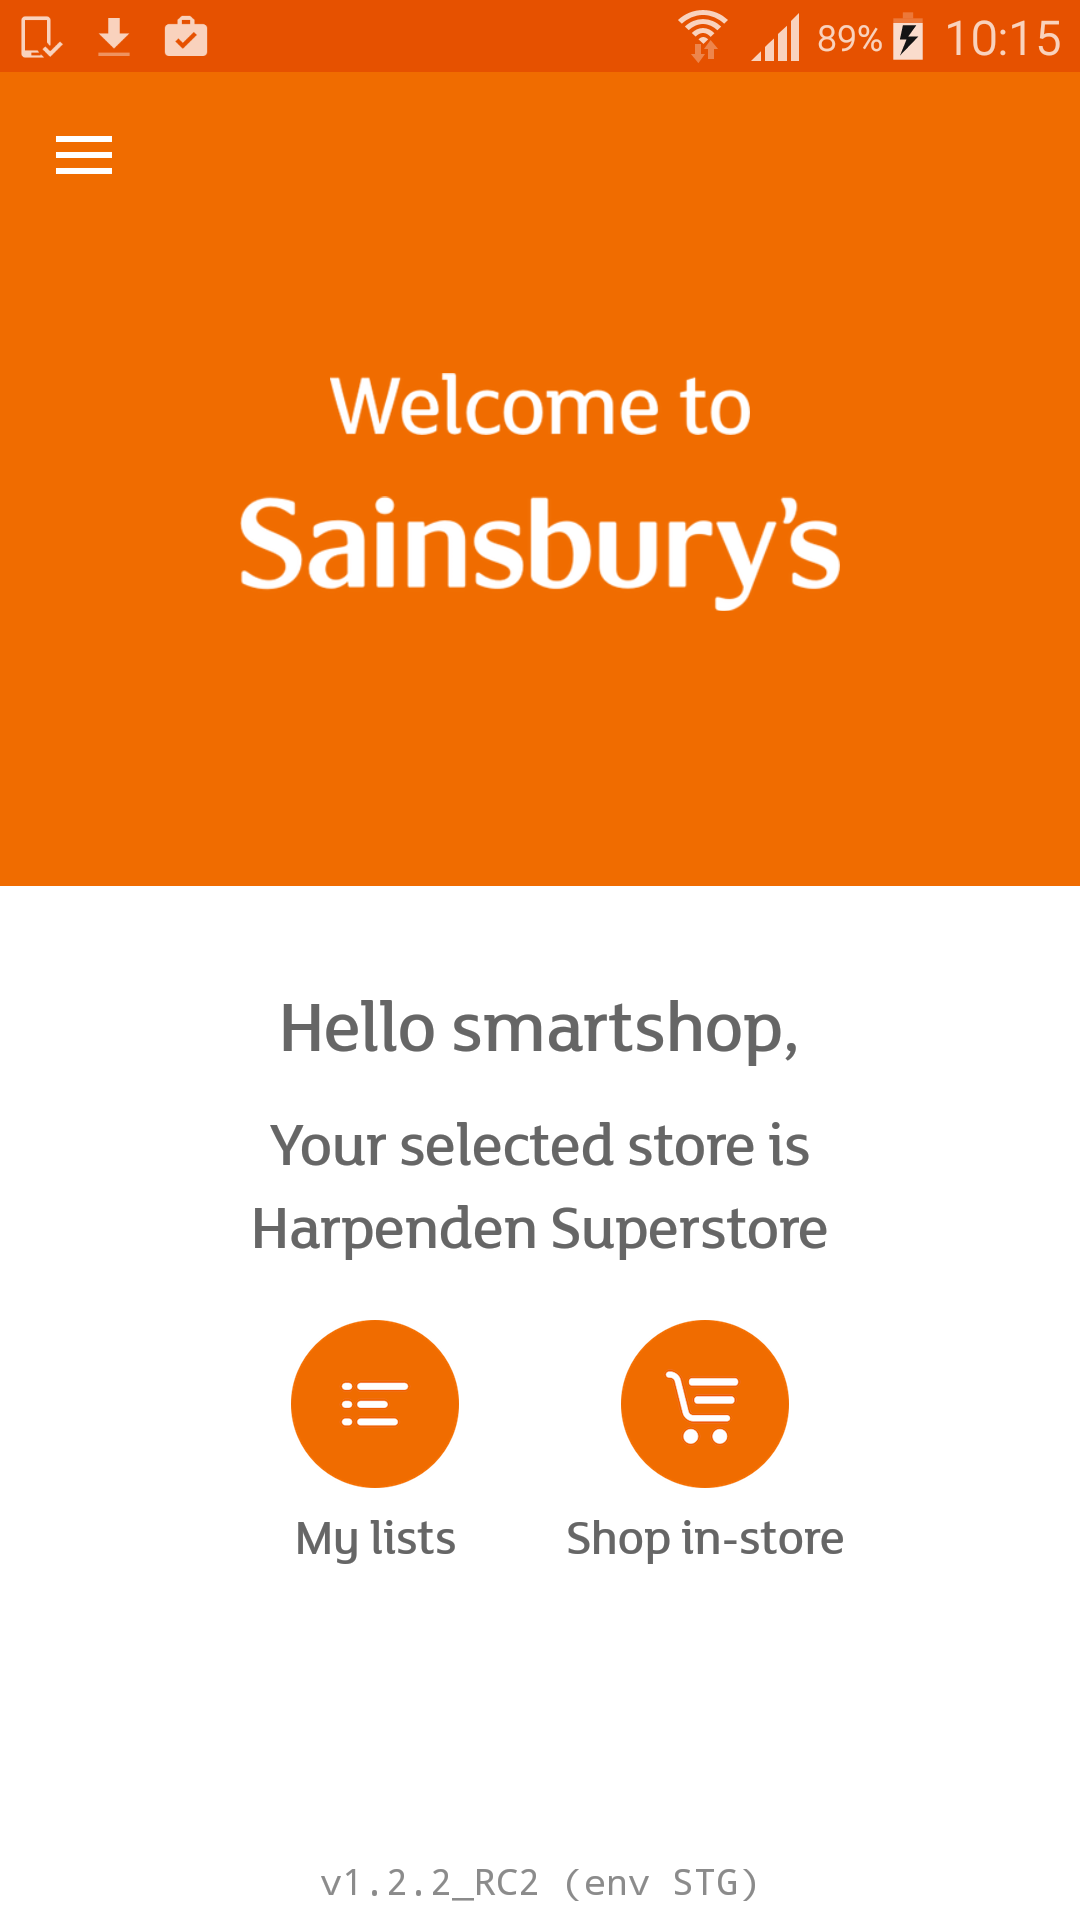 89% 10:15
Welcome to
Sainsbury's
Hello smartshop,
Your selected store is
Harpenden Superstore
My lists Shop in-store
v1.2.2_RC2 (env STG)